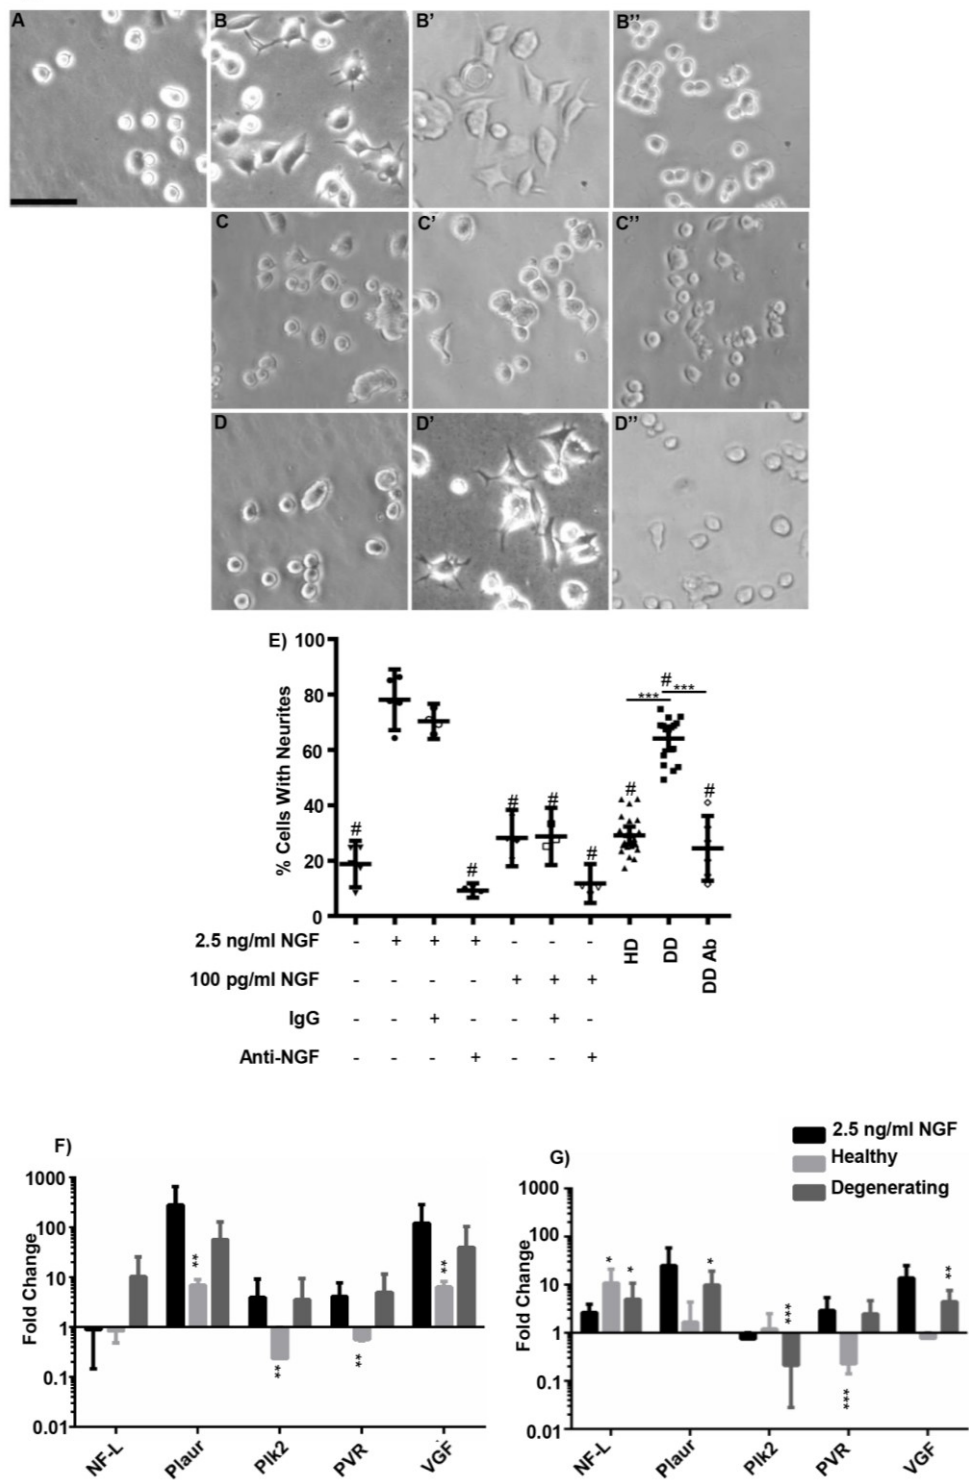 A B B’ B’’
C C’ C’’
D D’ D’’
E) 100
80
60
40
20
0
% Cells With Neurites
# # # # # # # *** # *** #
2.5 ng/ml NGF - + + + - - - HD DD DD Ab
100 pg/ml NGF - - - - + + +
IgG - - + - - + -
Anti-NGF - - - + - - +
F)
1000
100
10
1
0.1
0.01
Fold Change
** ** ** **
NF-L Plaur Plk2 PVR VGF
G)
2.5 ng/ml NGF
Healthy
Degenerating
1000
100
10
1
0.1
0.01
Fold Change
* * * *** *** **
NF-L Plaur Plk2 PVR VGF